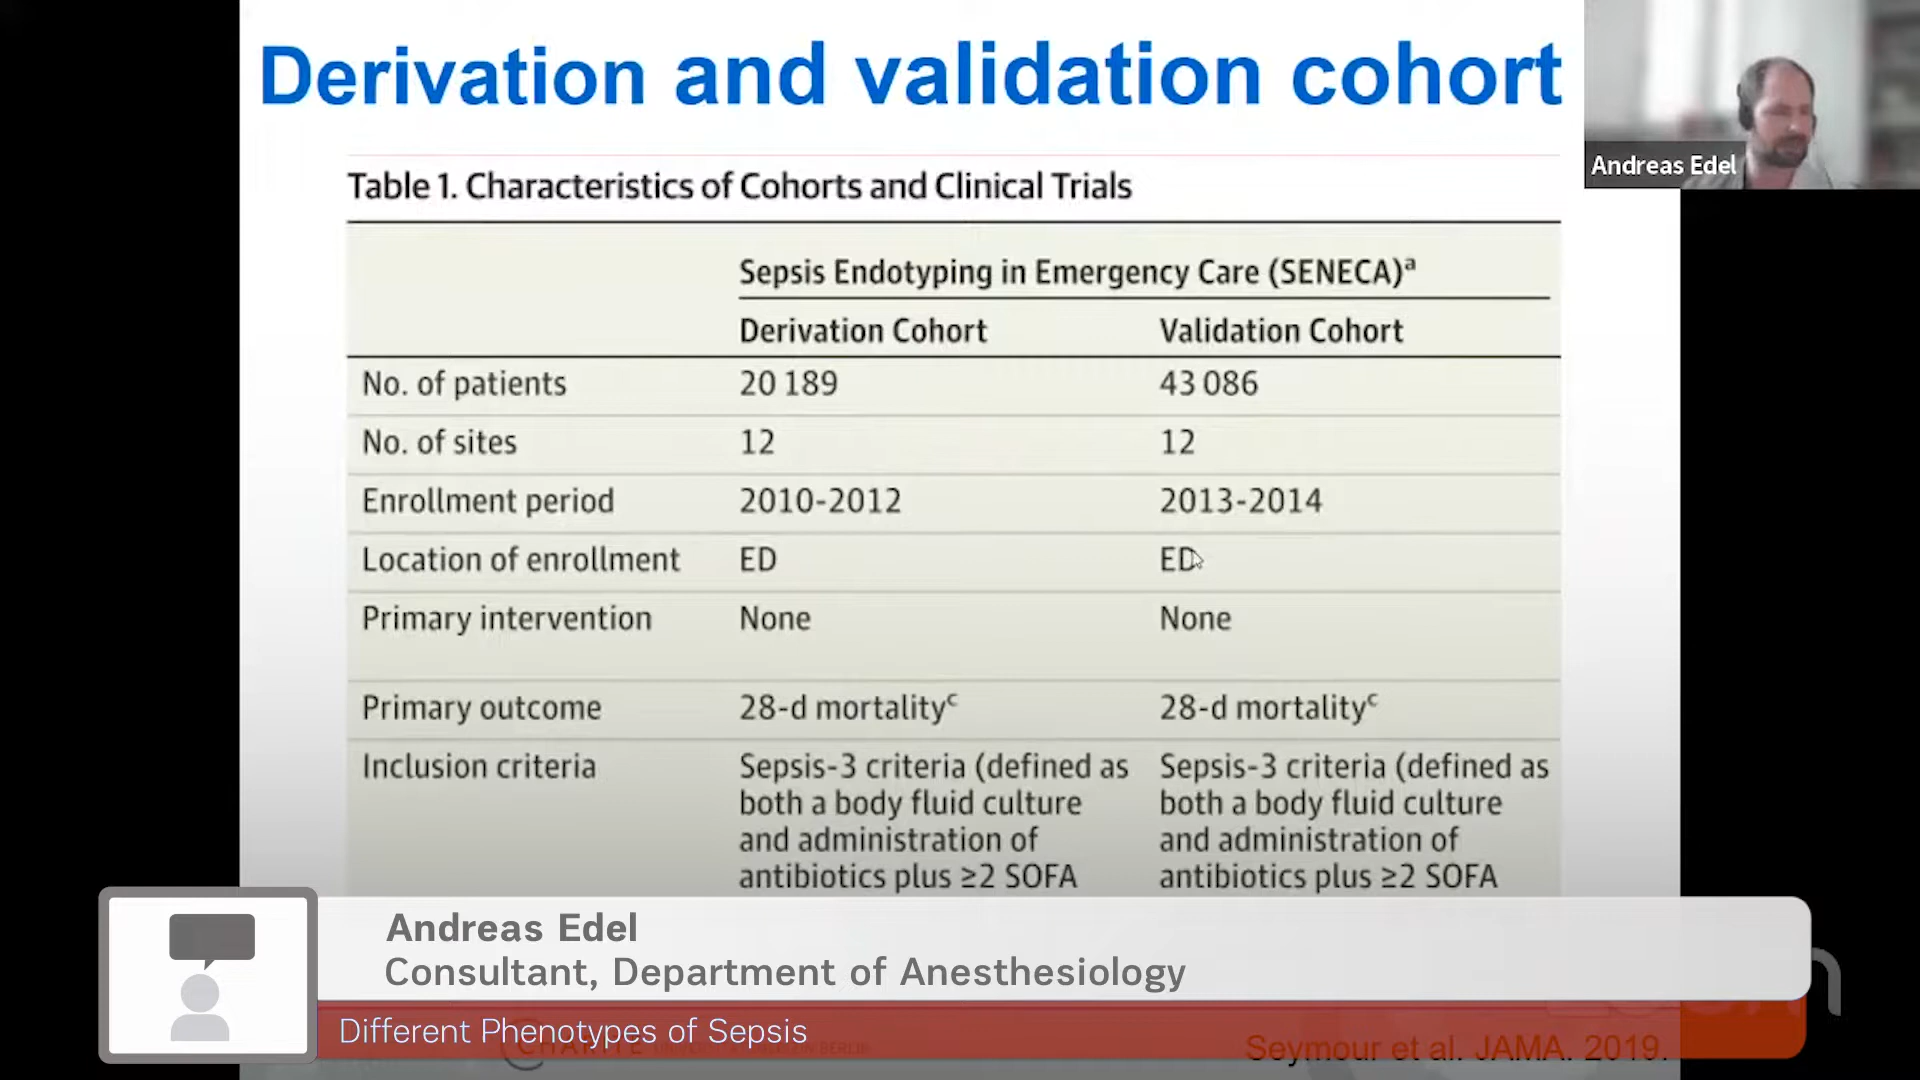 Derivation and validation cohort
Andreas Edel
Table 1. Characteristics of Cohorts and Clinical Trials
Sepsis Endotyping in Emergency Care (SENECA)ᵃ
Derivation Cohort Validation Cohort
No. of patients 20 189 43 086
No. of sites 12 12
Enrollment period 2010-2012 2013-2014
Location of enrollment ED ED
Primary intervention None None
Primary outcome 28-d mortalityᶜ 28-d mortalityᶜ
Inclusion criteria Sepsis-3 criteria (defined as Sepsis-3 criteria (defined as
both a body fluid culture both a body fluid culture
and administration of and administration of
antibiotics plus ≥2 SOFA antibiotics plus ≥2 SOFA
Andreas Edel
Consultant, Department of Anesthesiology
Different Phenotypes of Sepsis
Seymour et al. JAMA. 2019.